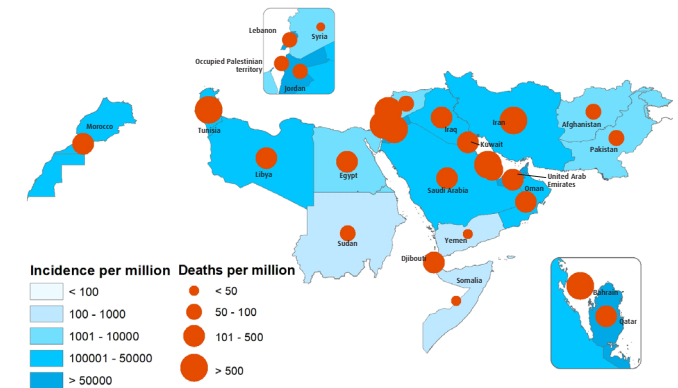 Lebanon
Syria
Occupied Palestinian
territory
Jordan
Morocco
Tunisia
Libya
Egypt
Iraq
Iran
Kuwait
Afghanistan
Pakistan
Saudi Arabia
United Arab
Emirates
Oman
Sudan
Yemen
Djibouti
Somalia
Bahrain
Qatar
Incidence per million
< 100
100 - 1000
1001 - 10000
100001 - 50000
> 50000
Deaths per million
< 50
50 - 100
101 - 500
> 500